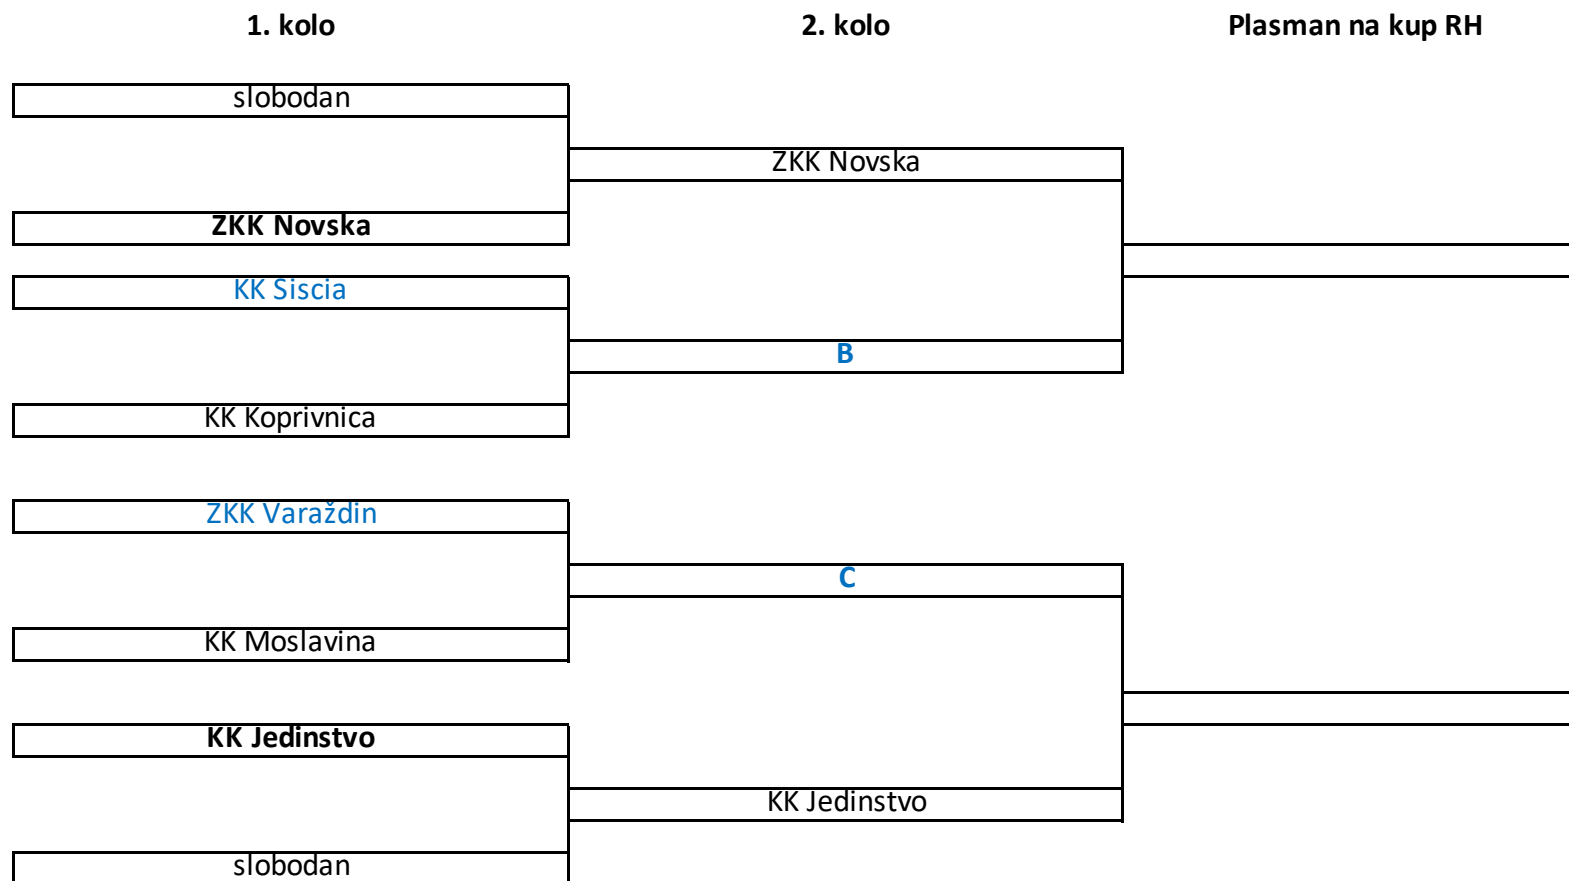 1. kolo 2. kolo Plasman na kup RH
slobodan
ZKK Novska
ZKK Novska
KK Siscia
B
KK Koprivnica
ZKK Varaždin
C
KK Moslavina
KK Jedinstvo
KK Jedinstvo
slobodan